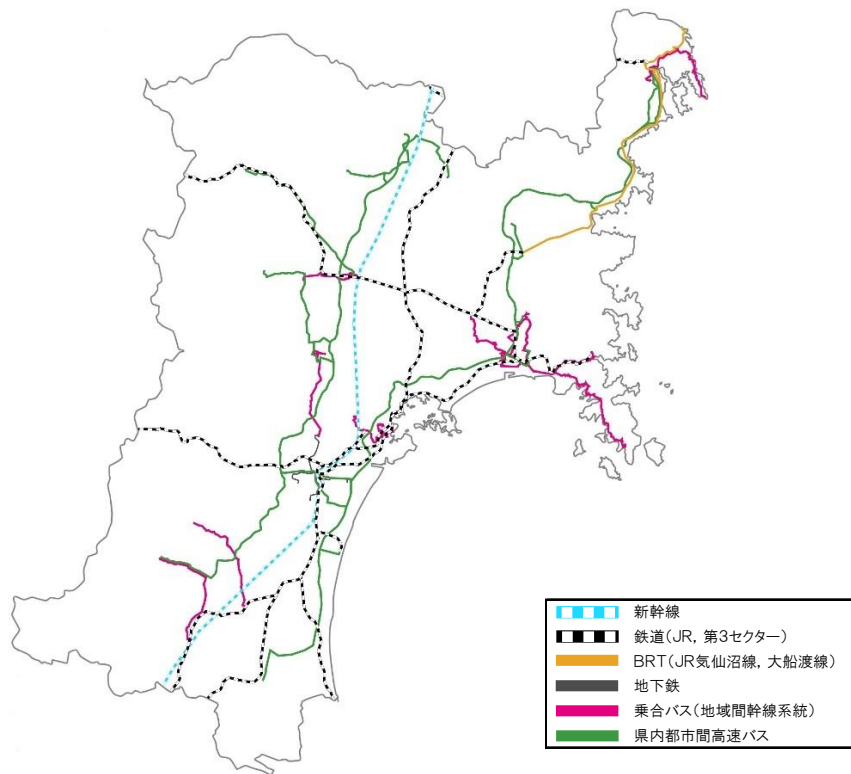 新幹線
鉄道(JR, 第3セクター)
BRT(JR気仙沼線, 大船渡線)
地下鉄
乗合バス(地域間幹線系統)
県内都市間高速バス